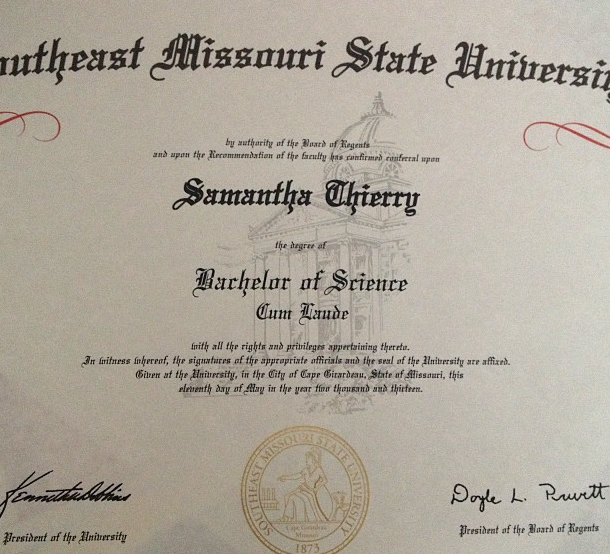 outheast Missouri State Universit
by authority of the Board of Regents
and upon the Recommendation of the faculty has confirmed conferral upon
Samantha Thierry
the degree of
Bachelor of Science
Cum Laude
with all the rights and privileges appertaining thereto.
In witness whereof, the signatures of the appropriate officials and the seal of the University are affixed.
Given at the University, in the City of Cape Girardeau, State of Missouri, this
eleventh day of May in the year two thousand and thirteen.
SOUTHEAST MISSOURI STATE UNIVERSITY
Cape Girardeau
Missouri
1873
Doyle L. Privett
President of the University
President of the Board of Regents